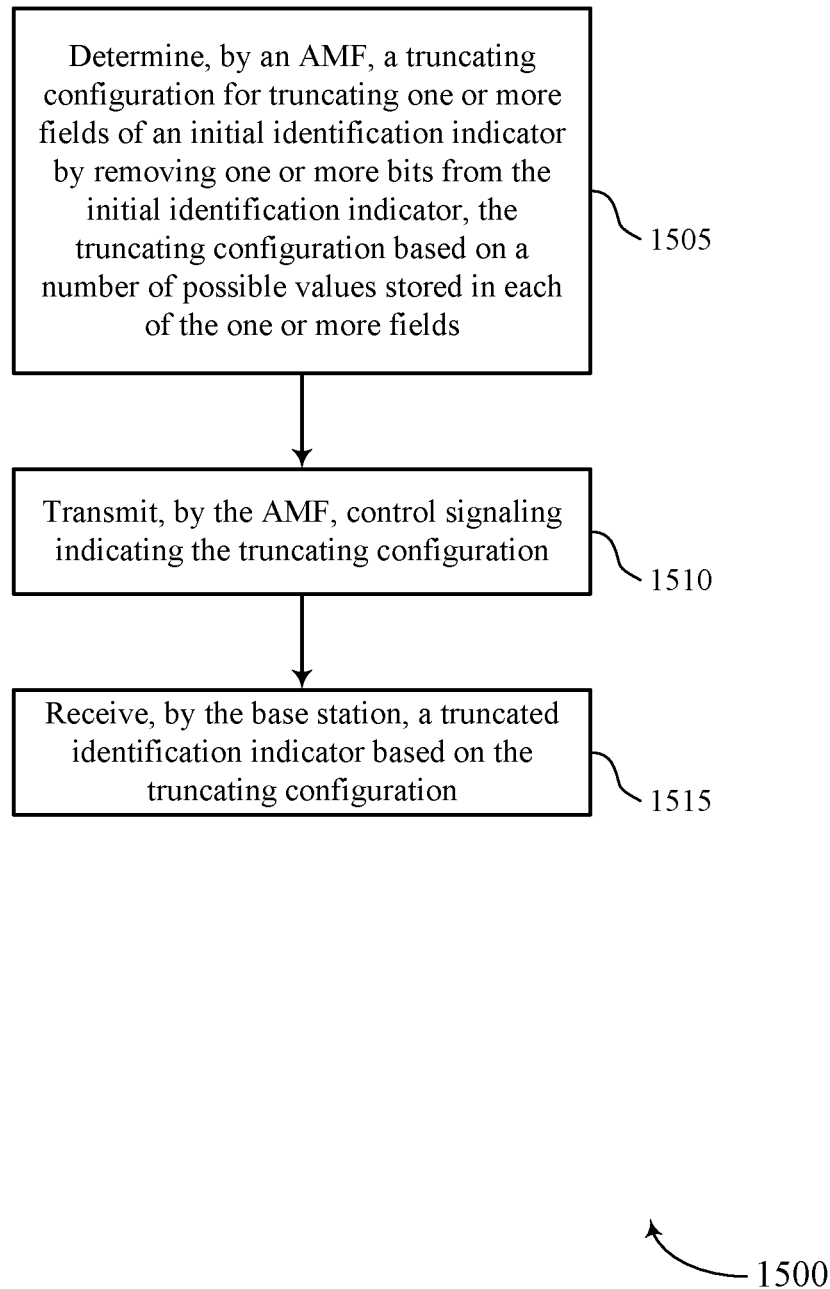 Determine, by an AMF, a truncating
configuration for truncating one or more
fields of an initial identification indicator
by removing one or more bits from the
initial identification indicator, the
truncating configuration based on a
number of possible values stored in each
of the one or more fields
1505
Transmit, by the AMF, control signaling
indicating the truncating configuration
1510
Receive, by the base station, a truncated
identification indicator based on the
truncating configuration
1515
1500